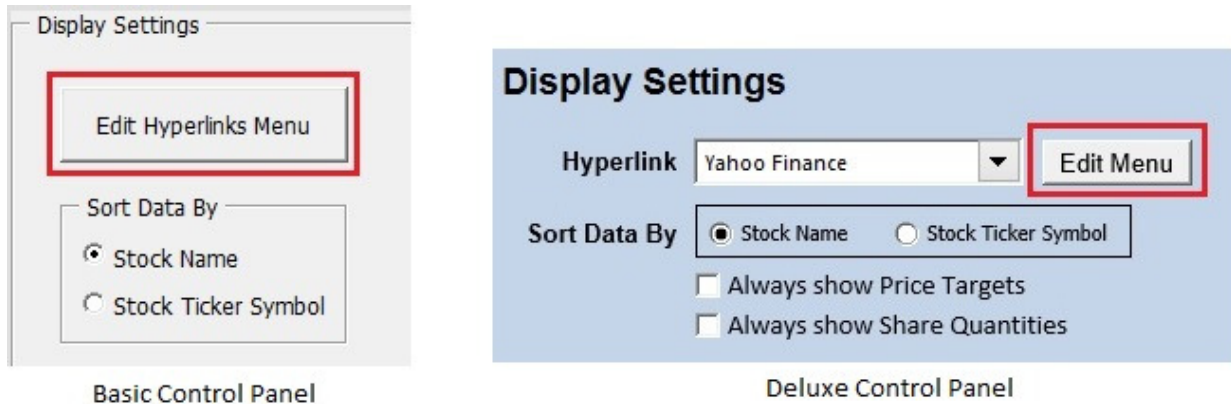 Display Settings
Edit Hyperlinks Menu
Sort Data By
Stock Name
Stock Ticker Symbol
Basic Control Panel
Display Settings
Hyperlink Yahoo Finance Edit Menu
Sort Data By Stock Name Stock Ticker Symbol
Always show Price Targets
Always show Share Quantities
Deluxe Control Panel